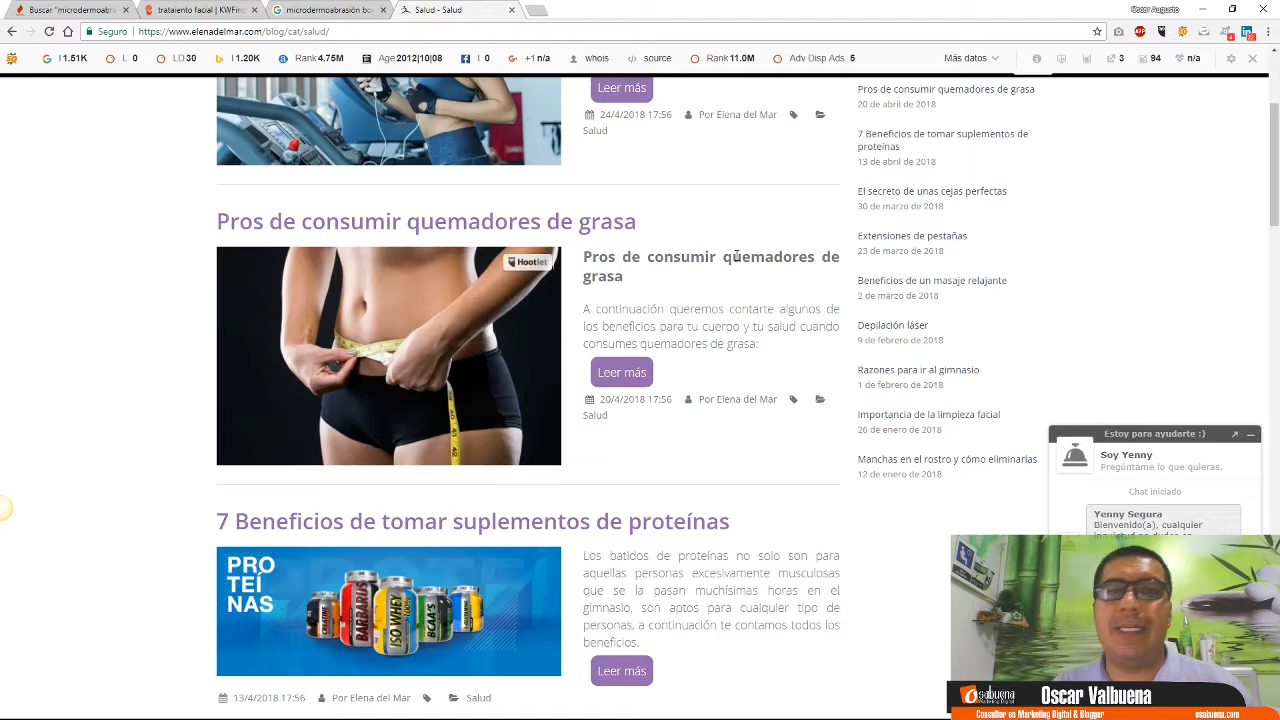 Buscar "microdermoabra
trataiento facial | KWFin
microdermoabrasión bog
Salud - Salud
Oscar Augusto
Seguro
https://www.elenadelmar.com/blog/cat/salud/
I 1.51K
L 0
LD 30
I 1.20K
Rank 4.75M
Age 2012|10|08
I 0
+1 n/a
whois
source
Rank 11.0M
Adv Disp Ads 5
Más datos
3
94
n/a
Leer más
24/4/2018 17:56
Por Elena del Mar
Salud
Pros de consumir quemadores de grasa
Hootlet
Pros de consumir quemadores de
grasa
A continuación queremos contarte algunos de
los beneficios para tu cuerpo y tu salud cuando
consumes quemadores de grasa:
Leer más
20/4/2018 17:56
Por Elena del Mar
Salud
7 Beneficios de tomar suplementos de proteínas
PRO
TEÍ
NAS
CREATINE
BARBARUS
ISO WHEY
BCAA'S
Los batidos de proteínas no solo son para
aquellas personas excesivamente musculosas
que se la pasan muchísimas horas en el
gimnasio, son aptos para cualquier tipo de
personas, a continuación te contamos todos los
beneficios.
Leer más
13/4/2018 17:56
Por Elena del Mar
Salud
Pros de consumir quemadores de grasa
20 de abril de 2018
7 Beneficios de tomar suplementos de
proteínas
13 de abril de 2018
El secreto de unas cejas perfectas
30 de marzo de 2018
Extensiones de pestañas
23 de marzo de 2018
Beneficios de un masaje relajante
2 de marzo de 2018
Depilación láser
9 de febrero de 2018
Razones para ir al gimnasio
1 de febrero de 2018
Importancia de la limpieza facial
26 de enero de 2018
Manchas en el rostro y cómo eliminarlas
12 de enero de 2018
Estoy para ayudarte :)
Soy Yenny
Pregúntame lo que quieras.
Chat iniciado
Yenny Segura
Bienvenido(a), cualquier
osabuena
Marketing Digital
Oscar Valbuena
Consultor en Marketing Digital & Blogger
osabuena.com